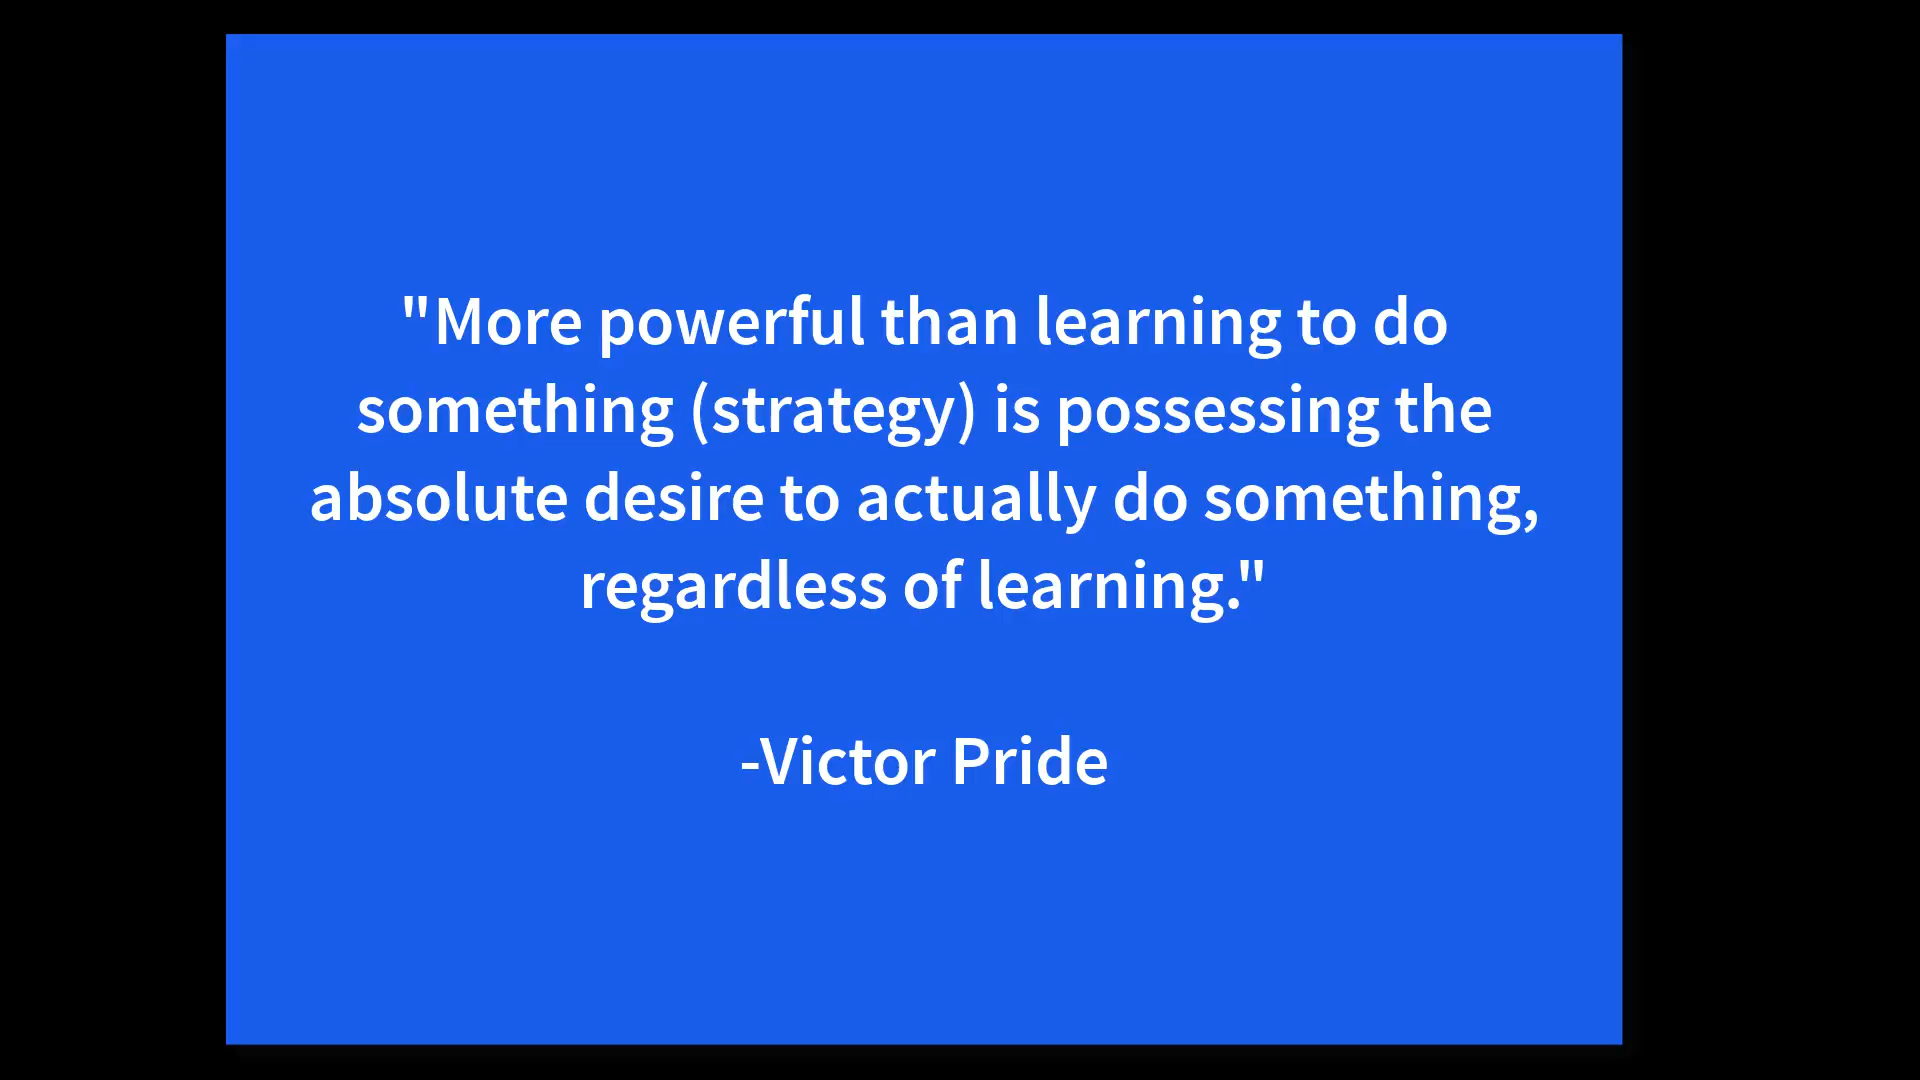 "More powerful than learning to do
something (strategy) is possessing the
absolute desire to actually do something,
regardless of learning."
-Victor Pride